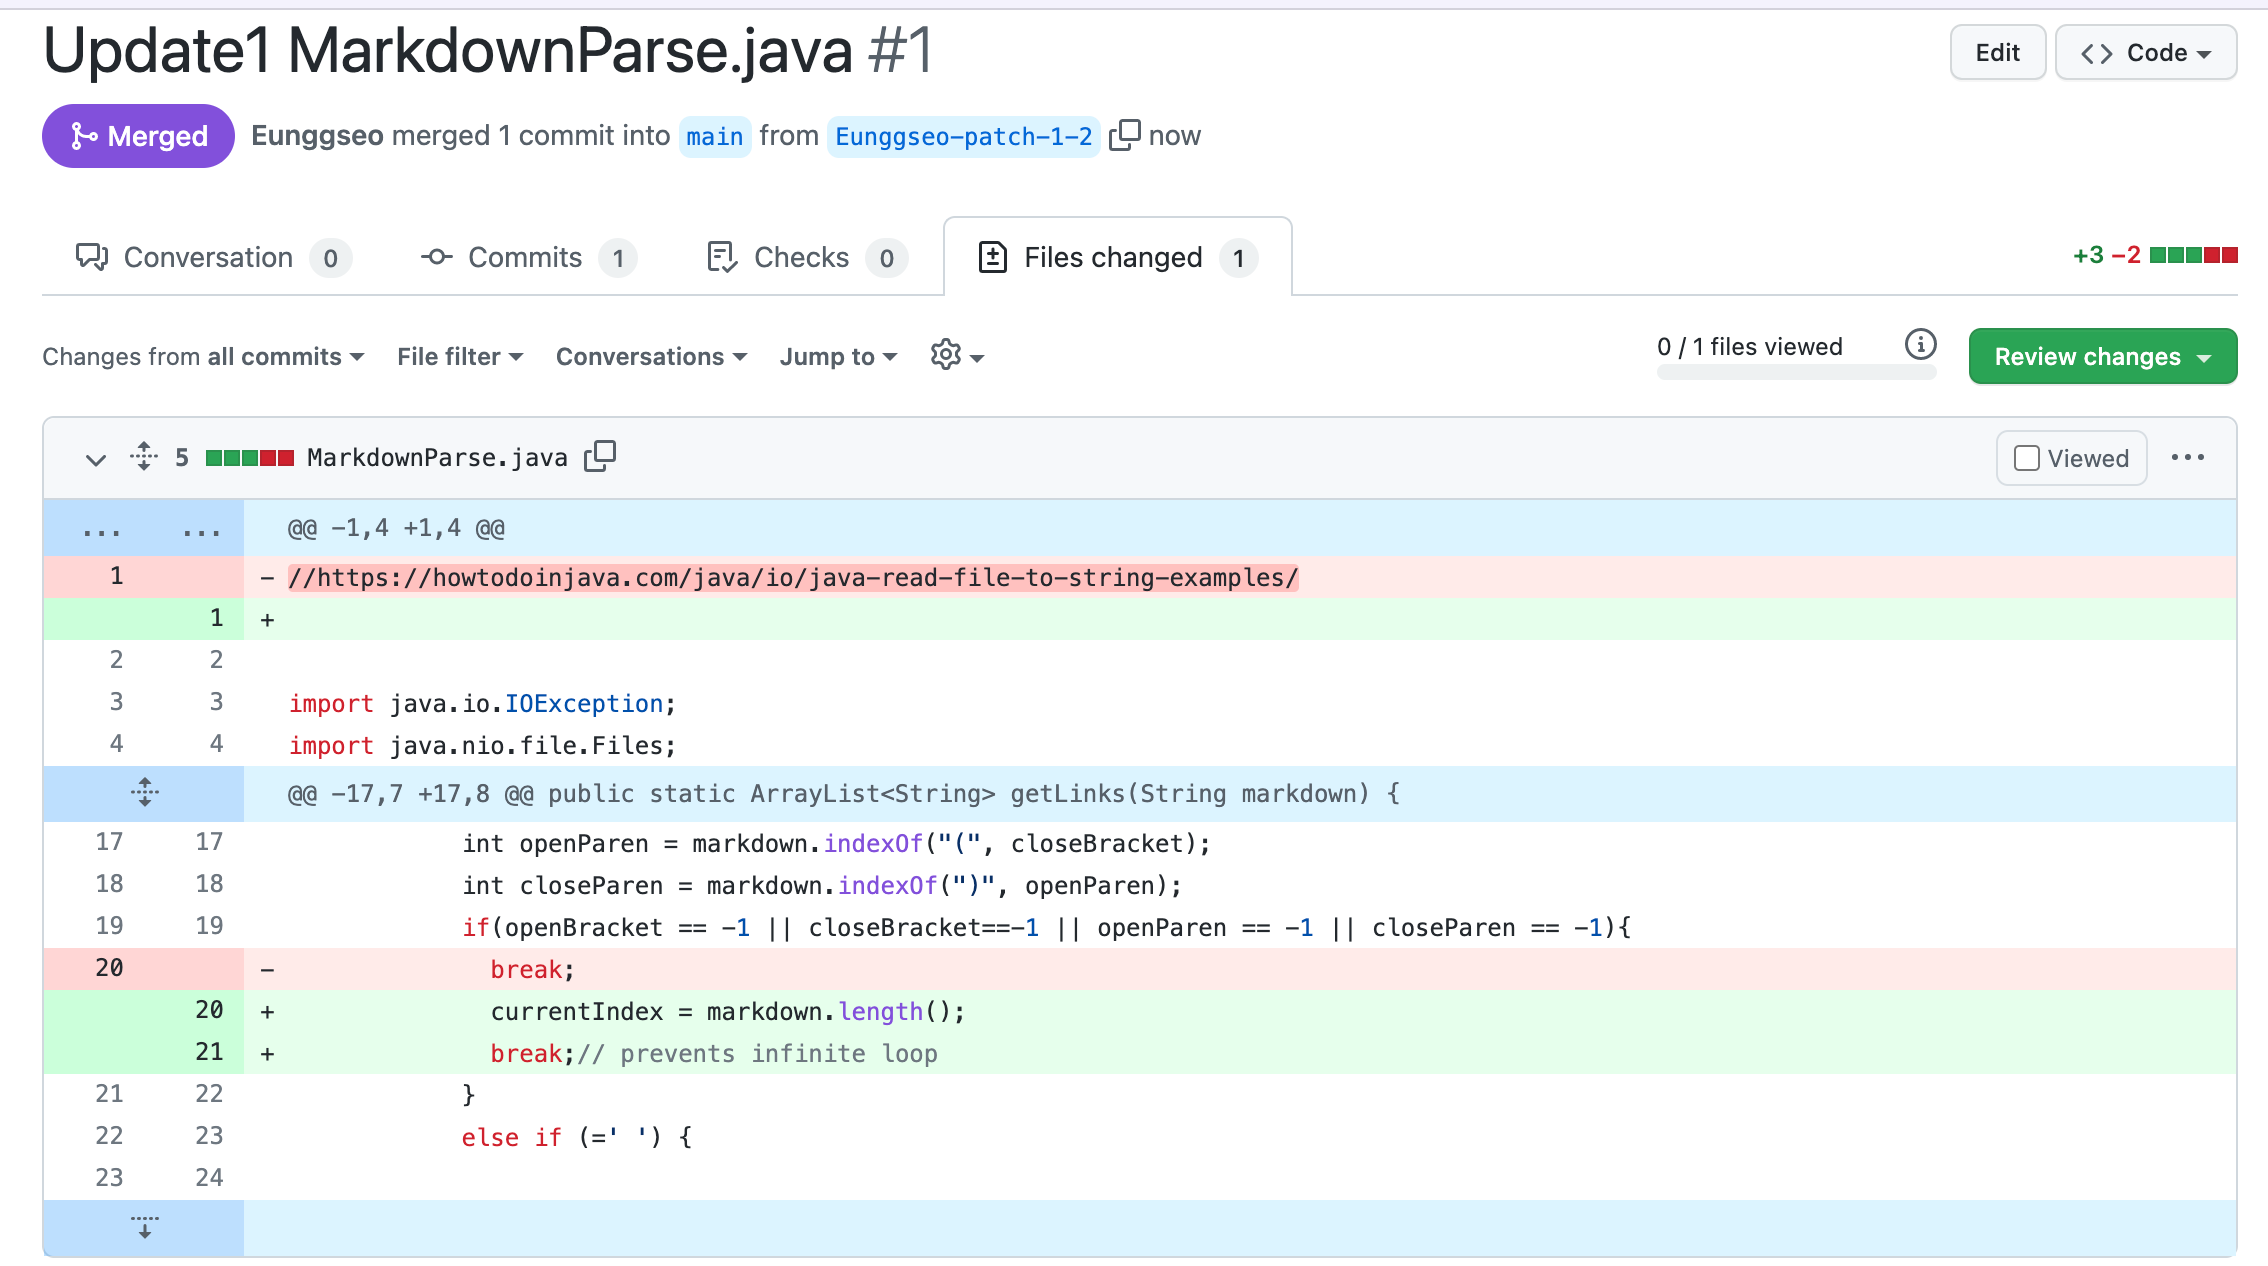 Update1 MarkdownParse.java #1
Edit
Code
Merged
Eunggseo merged 1 commit into main from Eunggseo-patch-1-2 now
Conversation 0
Commits 1
Checks 0
Files changed 1
+3 −2
Changes from all commits
File filter
Conversations
Jump to
0 / 1 files viewed
Review changes
5 MarkdownParse.java
Viewed
... ... @@ -1,4 +1,4 @@
1 - //https://howtodoinjava.com/java/io/java-read-file-to-string-examples/
1 +
2 2
3 3 import java.io.IOException;
4 4 import java.nio.file.Files;
@@ -17,7 +17,8 @@ public static ArrayList<String> getLinks(String markdown) {
17 17 int openParen = markdown.indexOf("(", closeBracket);
18 18 int closeParen = markdown.indexOf(")", openParen);
19 19 if(openBracket == -1 || closeBracket==-1 || openParen == -1 || closeParen == -1){
20 - break;
20 + currentIndex = markdown.length();
21 + break;// prevents infinite loop
21 22 }
22 23 else if (=' ') {
23 24